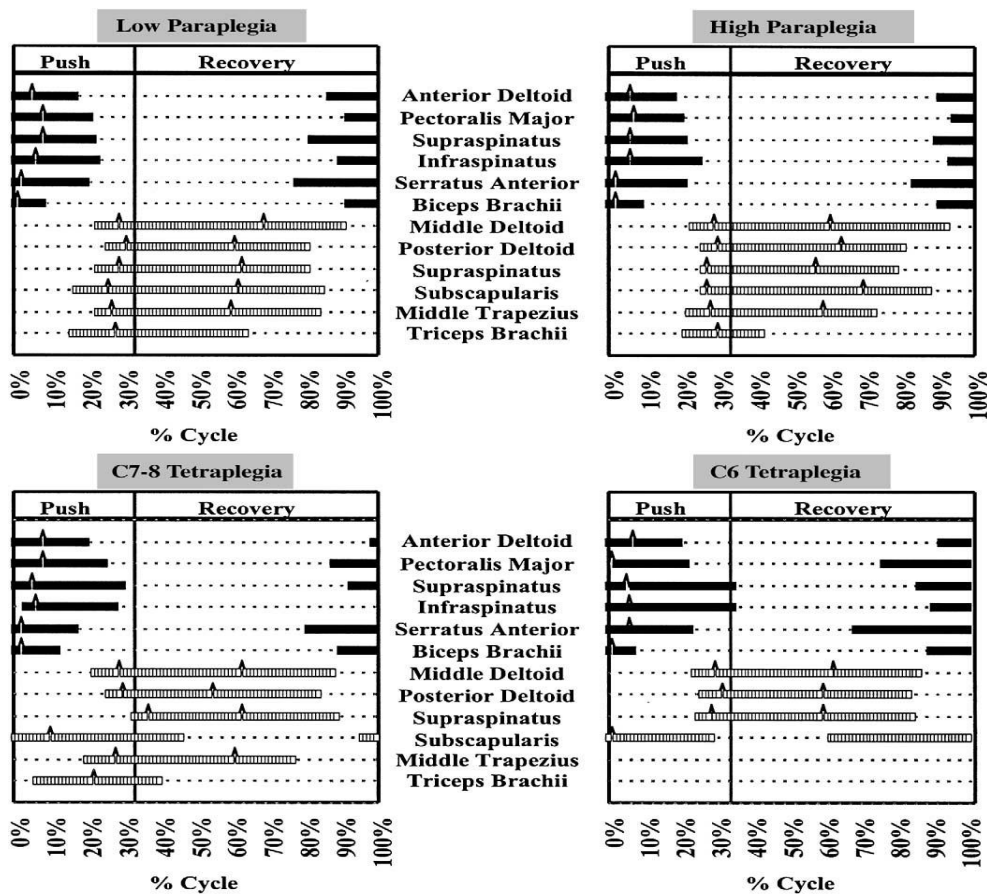 Low Paraplegia
High Paraplegia
Push Recovery
Push Recovery
Anterior Deltoid
Pectoralis Major
Supraspinatus
Infraspinatus
Serratus Anterior
Biceps Brachii
Middle Deltoid
Posterior Deltoid
Supraspinatus
Subscapularis
Middle Trapezius
Triceps Brachii
0% 10% 20% 30% 40% 50% 60% 70% 80% 90% 100%
0% 10% 20% 30% 40% 50% 60% 70% 80% 90% 100%
% Cycle
% Cycle
C7-8 Tetraplegia
C6 Tetraplegia
Push Recovery
Push Recovery
Anterior Deltoid
Pectoralis Major
Supraspinatus
Infraspinatus
Serratus Anterior
Biceps Brachii
Middle Deltoid
Posterior Deltoid
Supraspinatus
Subscapularis
Middle Trapezius
Triceps Brachii
0% 10% 20% 30% 40% 50% 60% 70% 80% 90% 100%
0% 10% 20% 30% 40% 50% 60% 70% 80% 90% 100%
% Cycle
% Cycle